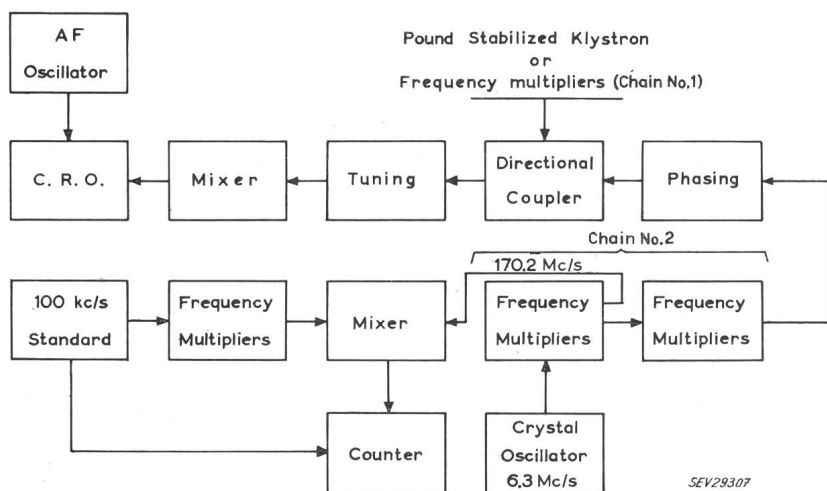 AF
Oscillator
Pound Stabilized Klystron
or
Frequency multipliers (Chain No.1)
C. R. O.
Mixer
Tuning
Directional
Coupler
Phasing
Chain No.2
170.2 Mc/s
100 kc/s
Standard
Frequency
Multipliers
Mixer
Frequency
Multipliers
Frequency
Multipliers
Counter
Crystal
Oscillator
6.3 Mc/s
SEV29307